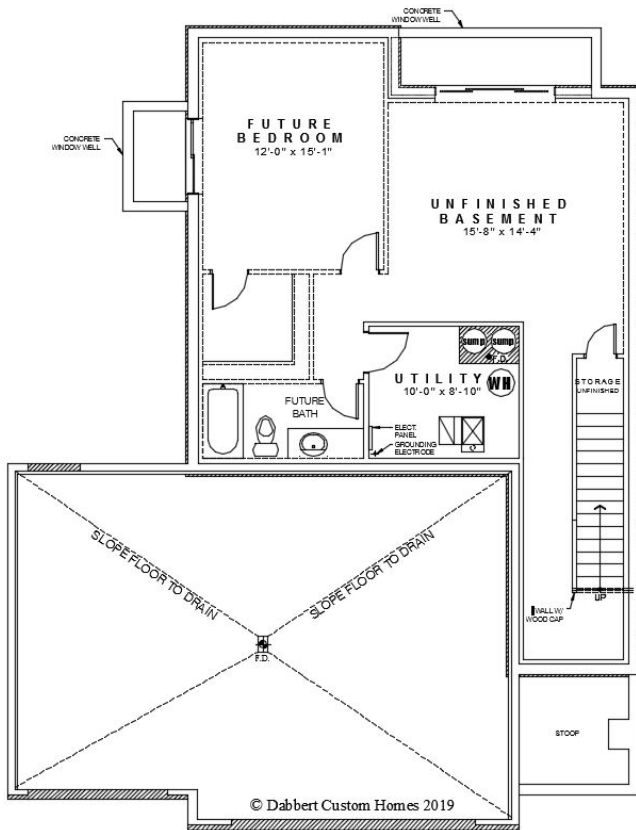 CONCRETE
WINDOW WELL
FUTURE
BEDROOM
12'-0" x 15'-1"
CONCRETE
WINDOW WELL
UNFINISHED
BASEMENT
15'-8" x 14'-4"
sump sump
F.D.
UTILITY WH
10'-0" x 8'-10"
STORAGE
UNFINISHED
FUTURE
BATH
ELECT.
PANEL
GROUNDING
ELECTRODE
SLOPE FLOOR TO DRAIN
SLOPE FLOOR TO DRAIN
UP
WALL W/
WOOD CAP
F.D.
STOOP
© Dabbert Custom Homes 2019